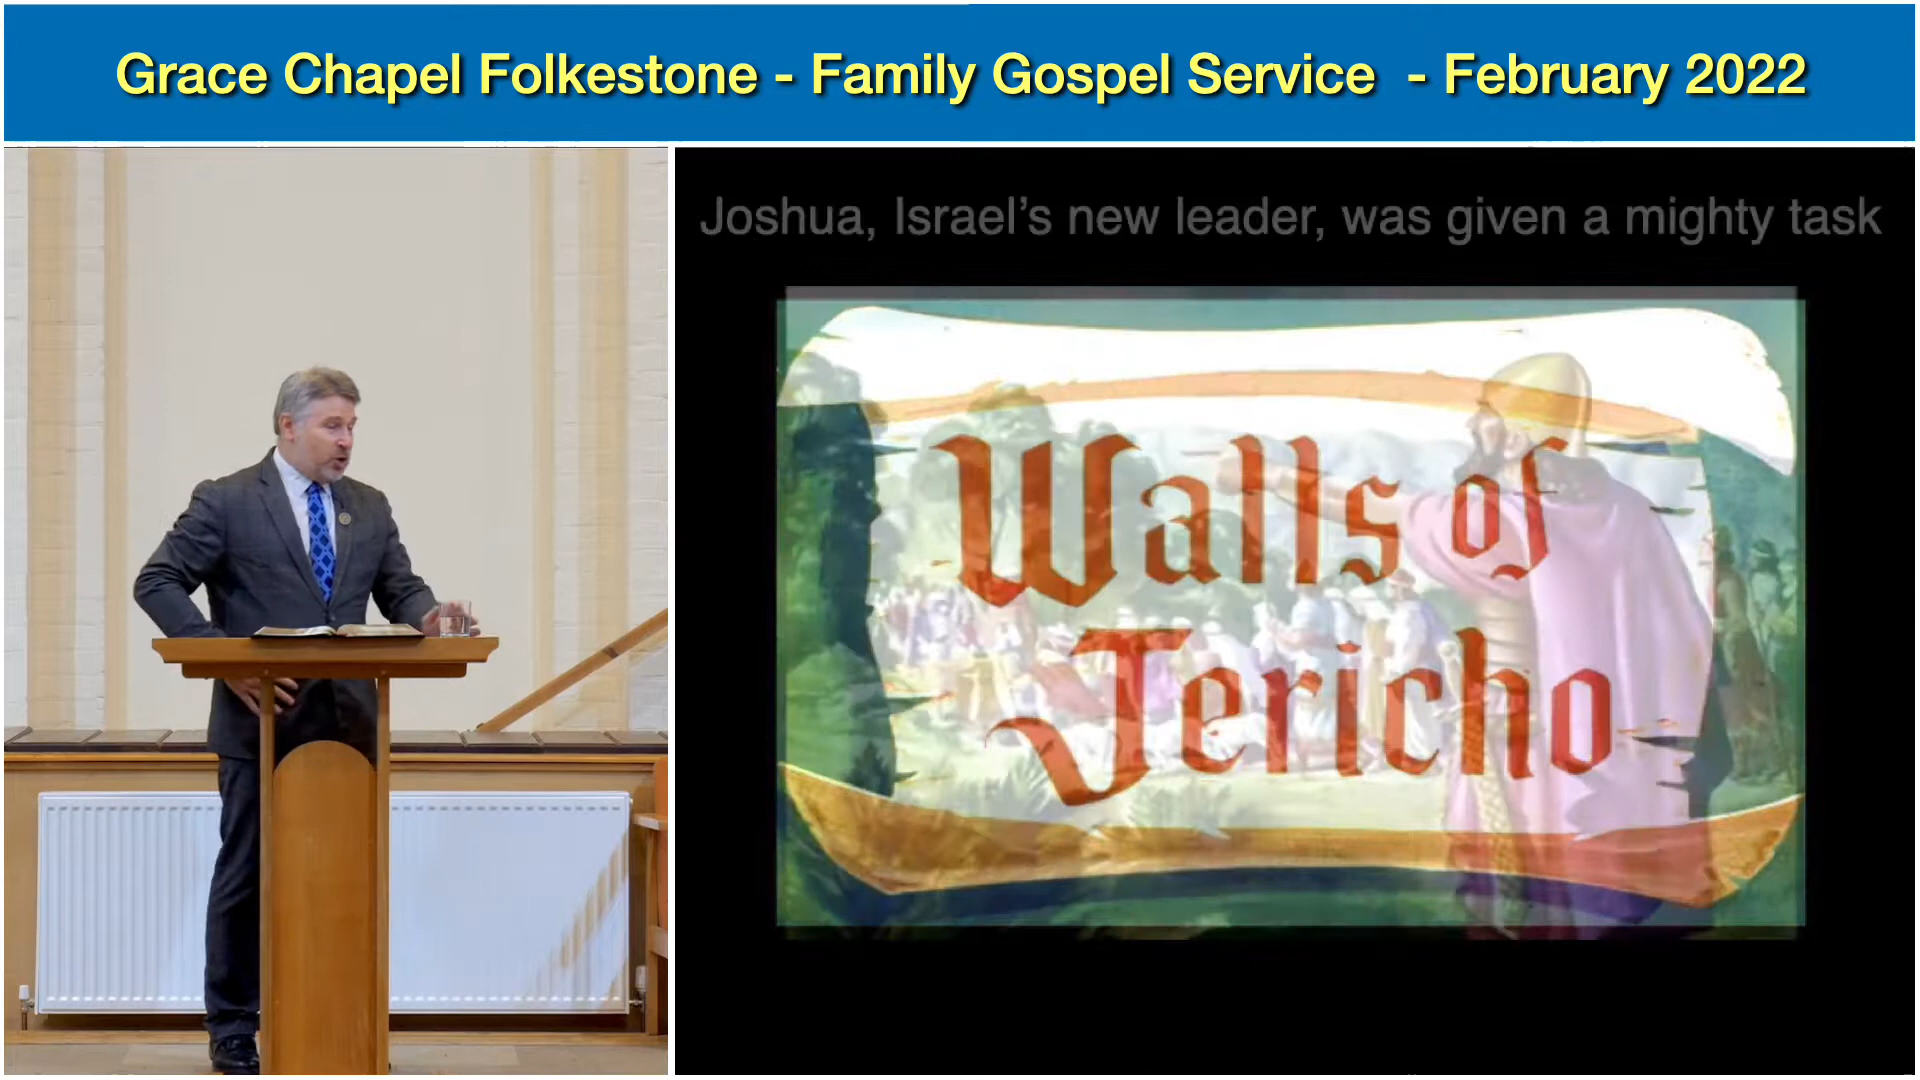 Grace Chapel Folkestone - Family Gospel Service - February 2022
Joshua, Israel’s new leader, was given a mighty task
Walls of
Jericho